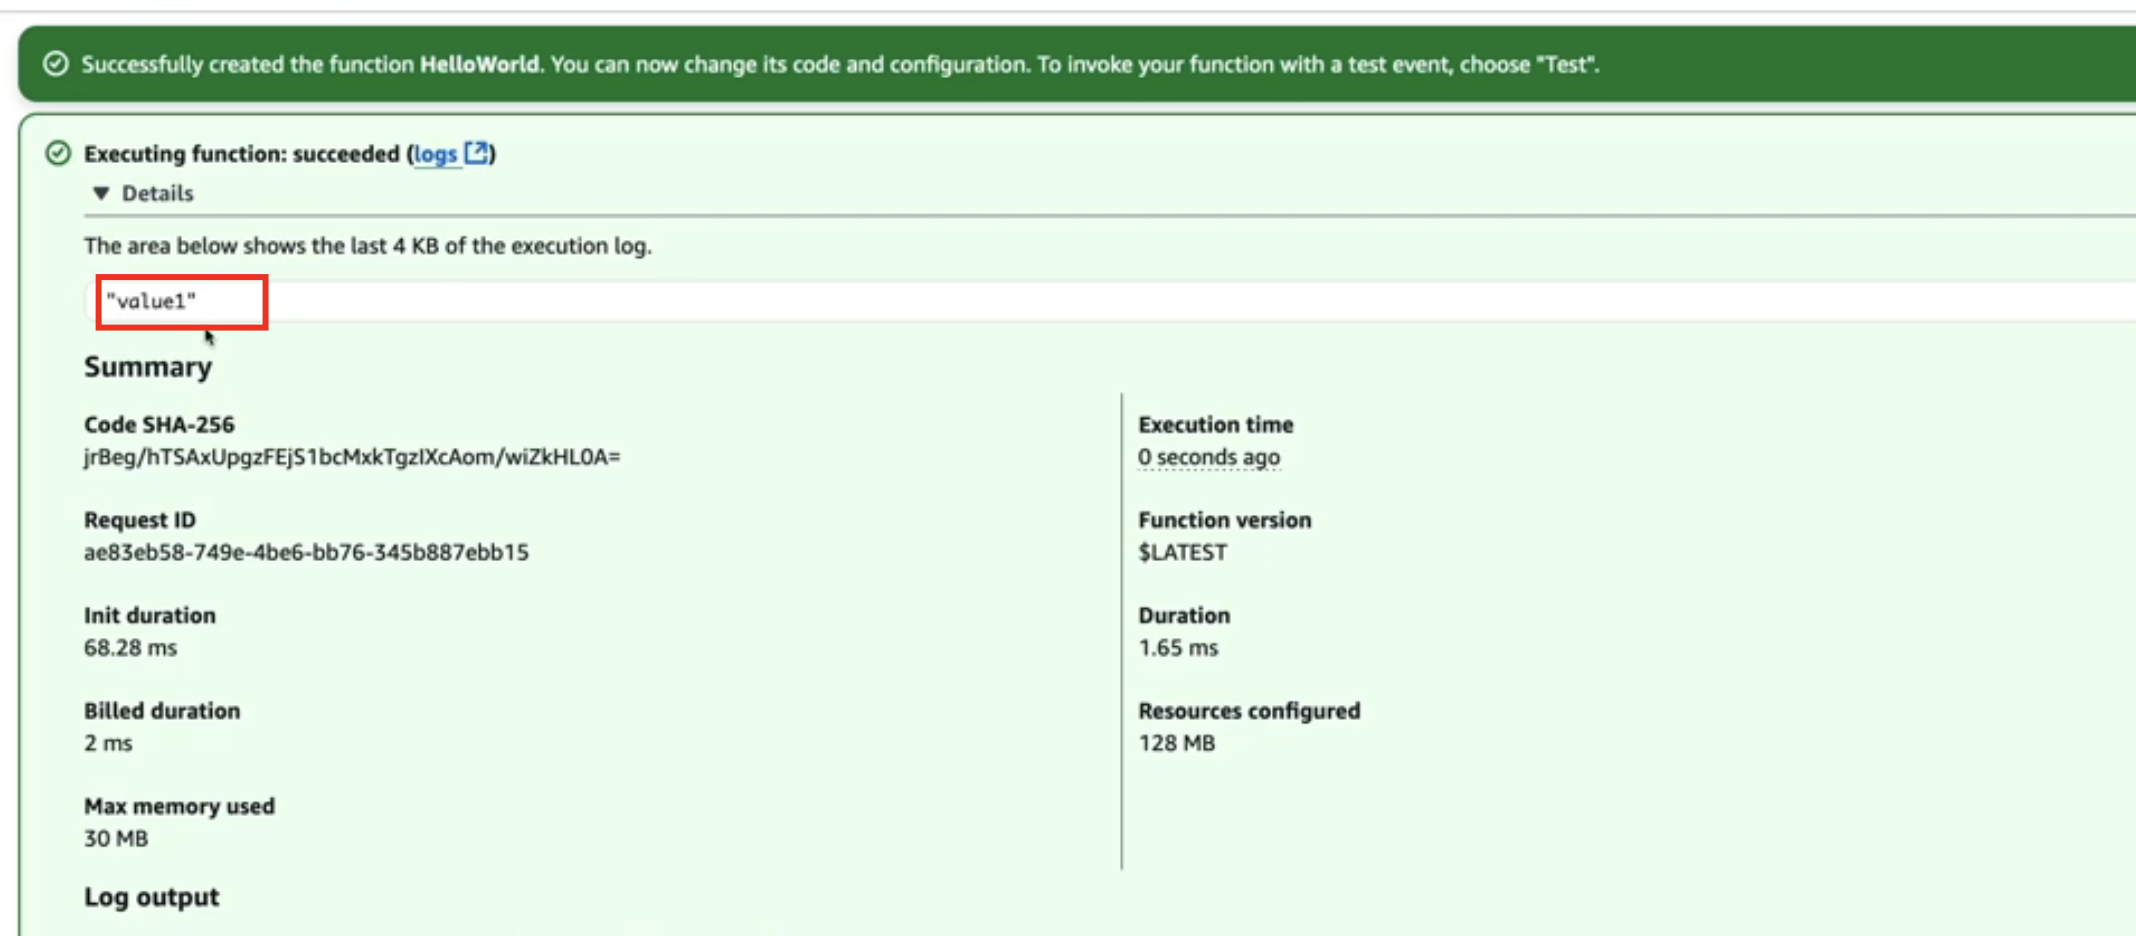 Successfully created the function HelloWorld. You can now change its code and configuration. To invoke your function with a test event, choose "Test".
Executing function: succeeded (logs)
Details
The area below shows the last 4 KB of the execution log.
"value1"
Summary
Code SHA-256
jrBeg/hTSAxUpgzFEjS1bcMxkTgzIXcAom/wiZkHL0A=
Request ID
ae83eb58-749e-4be6-bb76-345b887ebb15
Init duration
68.28 ms
Billed duration
2 ms
Max memory used
30 MB
Execution time
0 seconds ago
Function version
$LATEST
Duration
1.65 ms
Resources configured
128 MB
Log output